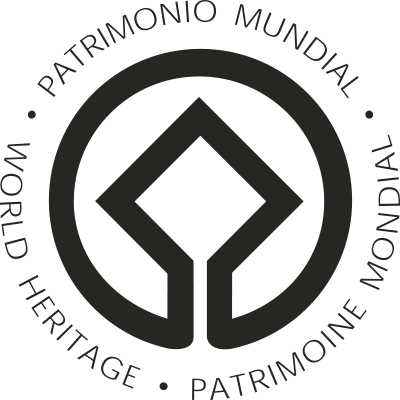 PATRIMONIO MUNDIAL
•
PATRIMOINE MONDIAL
•
WORLD HERITAGE
•